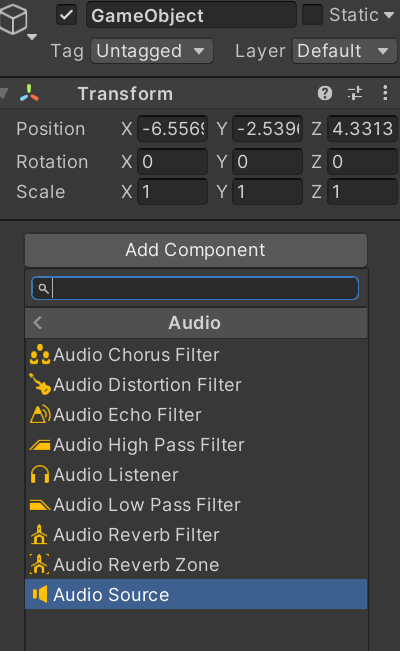 GameObject Static
Tag Untagged Layer Default
Transform
Position X -6.5569 Y -2.539 Z 4.3313
Rotation X 0 Y 0 Z 0
Scale X 1 Y 1 Z 1
Add Component
Audio
Audio Chorus Filter
Audio Distortion Filter
Audio Echo Filter
Audio High Pass Filter
Audio Listener
Audio Low Pass Filter
Audio Reverb Filter
Audio Reverb Zone
Audio Source